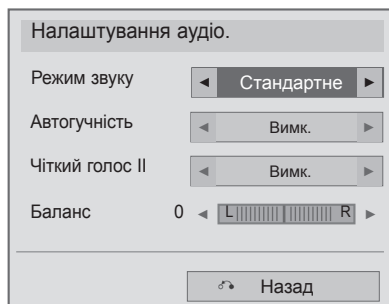 Налаштування аудіо.
Режим звуку ◄ Стандартне ►
Автогучність ◄ Вимк. ►
Чіткий голос II ◄ Вимк. ►
Баланс 0 ◄ L R ►
Назад